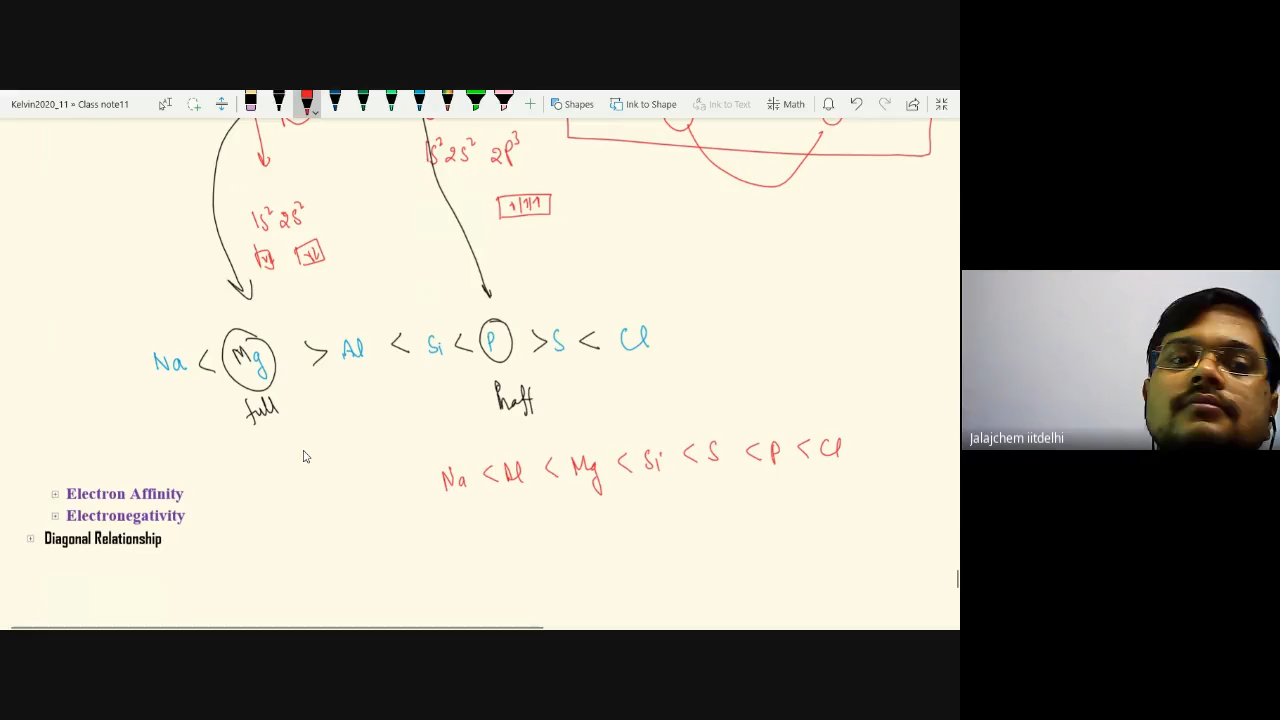 Kelvin2020_11 » Class note11 Shapes Ink to Shape Ink to Text Math
1s² 2s² 2p³
1s² 2s²
Na < Mg > Al < Si < P > S < Cl
full half
Na < Al < Mg < Si < S < P < Cl
Jalajchem iitdelhi
Electron Affinity
Electronegativity
Diagonal Relationship